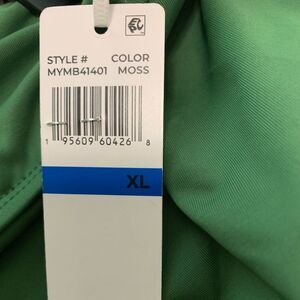 STYLE # COLOR
MYMB41401 MOSS
1 95609 60426 8
XL